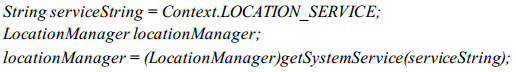 String serviceString = Context.LOCATION_SERVICE;
LocationManager locationManager;
locationManager = (LocationManager)getSystemService(serviceString);